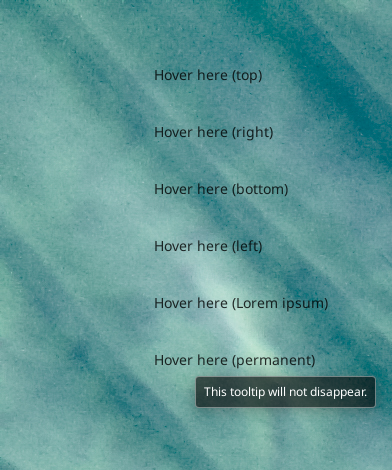 Hover here (top)
Hover here (right)
Hover here (bottom)
Hover here (left)
Hover here (Lorem ipsum)
Hover here (permanent)
This tooltip will not disappear.